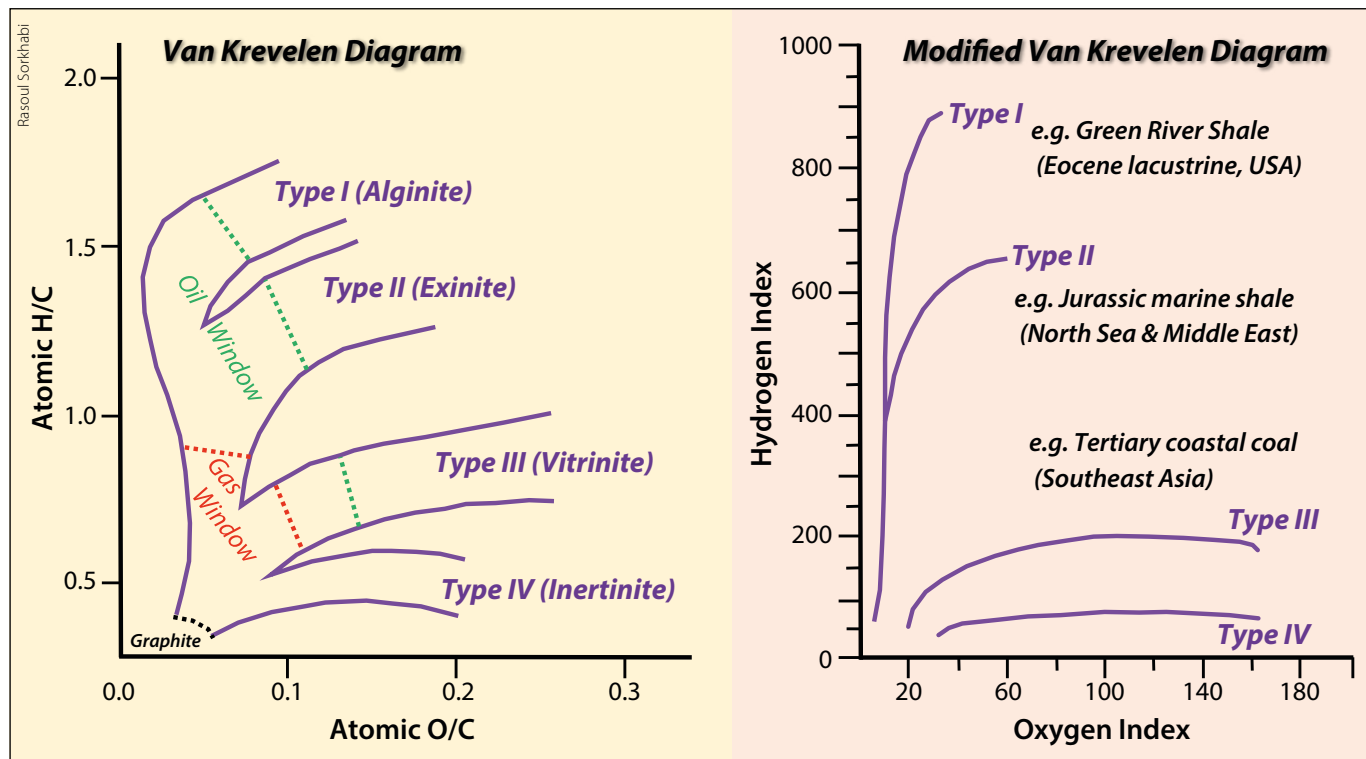 Rasoul Sorkhabi
Van Krevelen Diagram
2.0
1.5
1.0
0.5
Atomic H/C
Type I (Alginite)
Type II (Exinite)
Oil
Window
Type III (Vitrinite)
Gas
Window
Type IV (Inertinite)
Graphite
0.0 0.1 0.2 0.3
Atomic O/C
Modified Van Krevelen Diagram
1000
800
600
400
200
0
Hydrogen Index
Type I
e.g. Green River Shale
(Eocene lacustrine, USA)
Type II
e.g. Jurassic marine shale
(North Sea & Middle East)
e.g. Tertiary coastal coal
(Southeast Asia)
Type III
Type IV
20 60 100 140 180
Oxygen Index